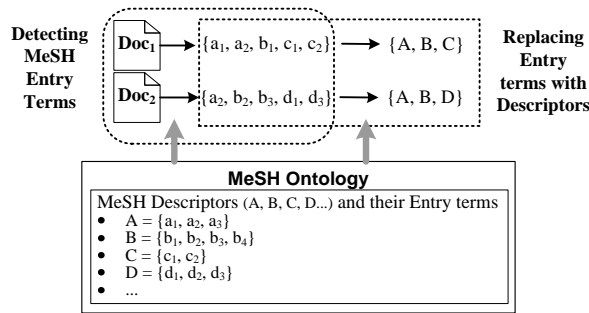 Detecting
MeSH
Entry
Terms
Doc₁
{a₁, a₂, b₁, c₁, c₂}
{A, B, C}
Doc₂
{a₂, b₂, b₃, d₁, d₃}
{A, B, D}
Replacing
Entry
terms with
Descriptors
MeSH Ontology
MeSH Descriptors (A, B, C, D...) and their Entry terms
• A = {a₁, a₂, a₃}
• B = {b₁, b₂, b₃, b₄}
• C = {c₁, c₂}
• D = {d₁, d₂, d₃}
• ...